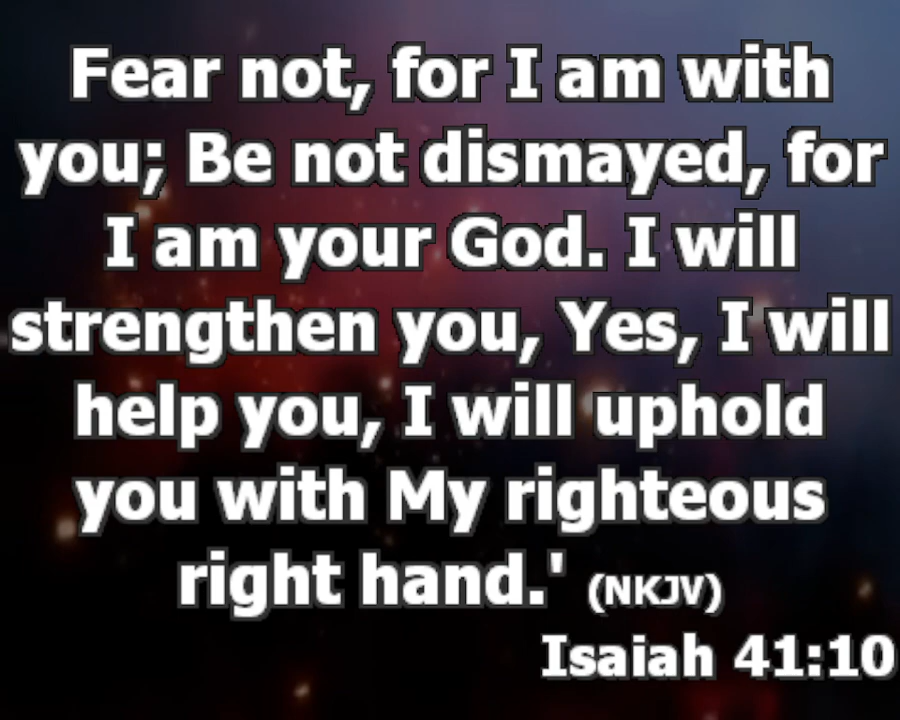 Fear not, for I am with
you; Be not dismayed, for
I am your God. I will
strengthen you, Yes, I will
help you, I will uphold
you with My righteous
right hand.' (NKJV)
Isaiah 41:10